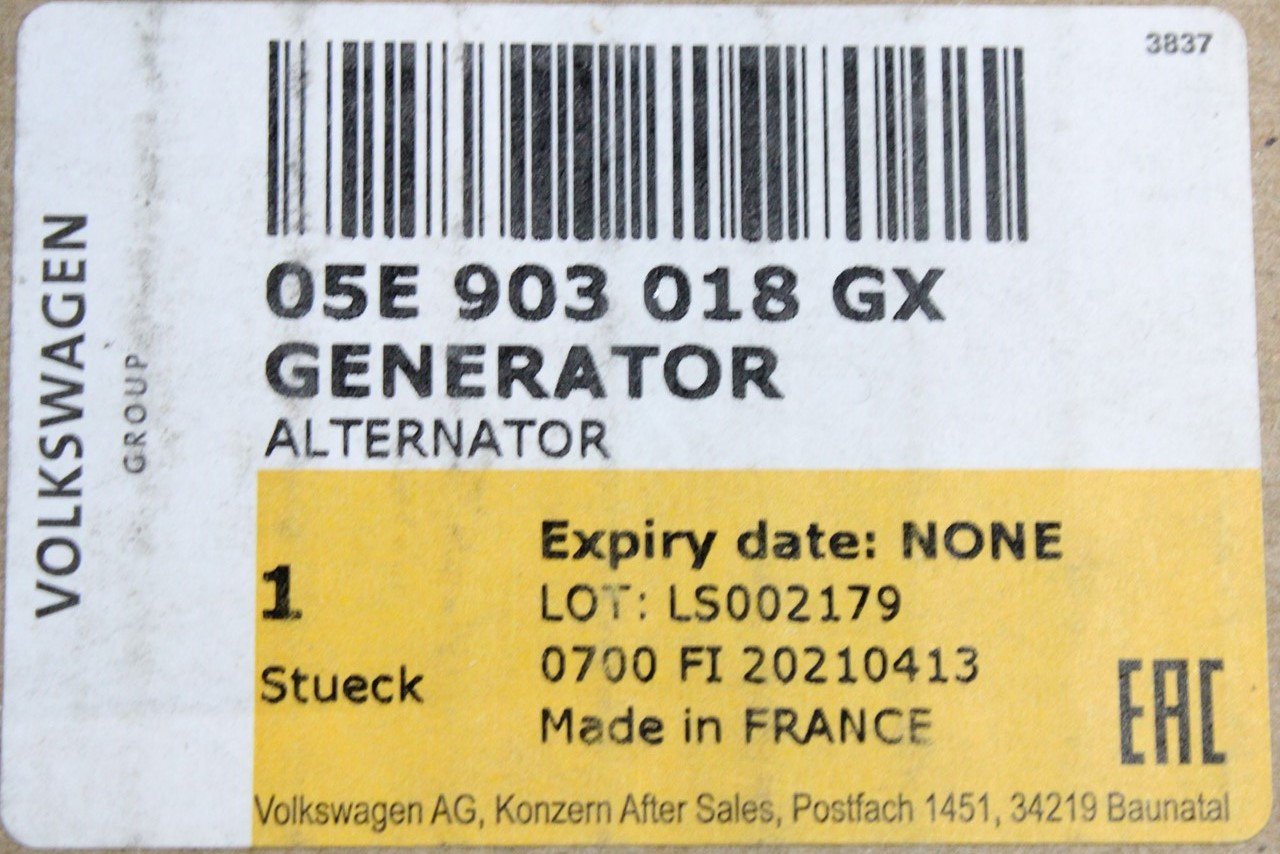 3837
VOLKSWAGEN
GROUP
05E 903 018 GX
GENERATOR
ALTERNATOR
1
Stueck
Expiry date: NONE
LOT: LS002179
0700 FI 20210413
Made in FRANCE
EAC
Volkswagen AG, Konzern After Sales, Postfach 1451, 34219 Baunatal